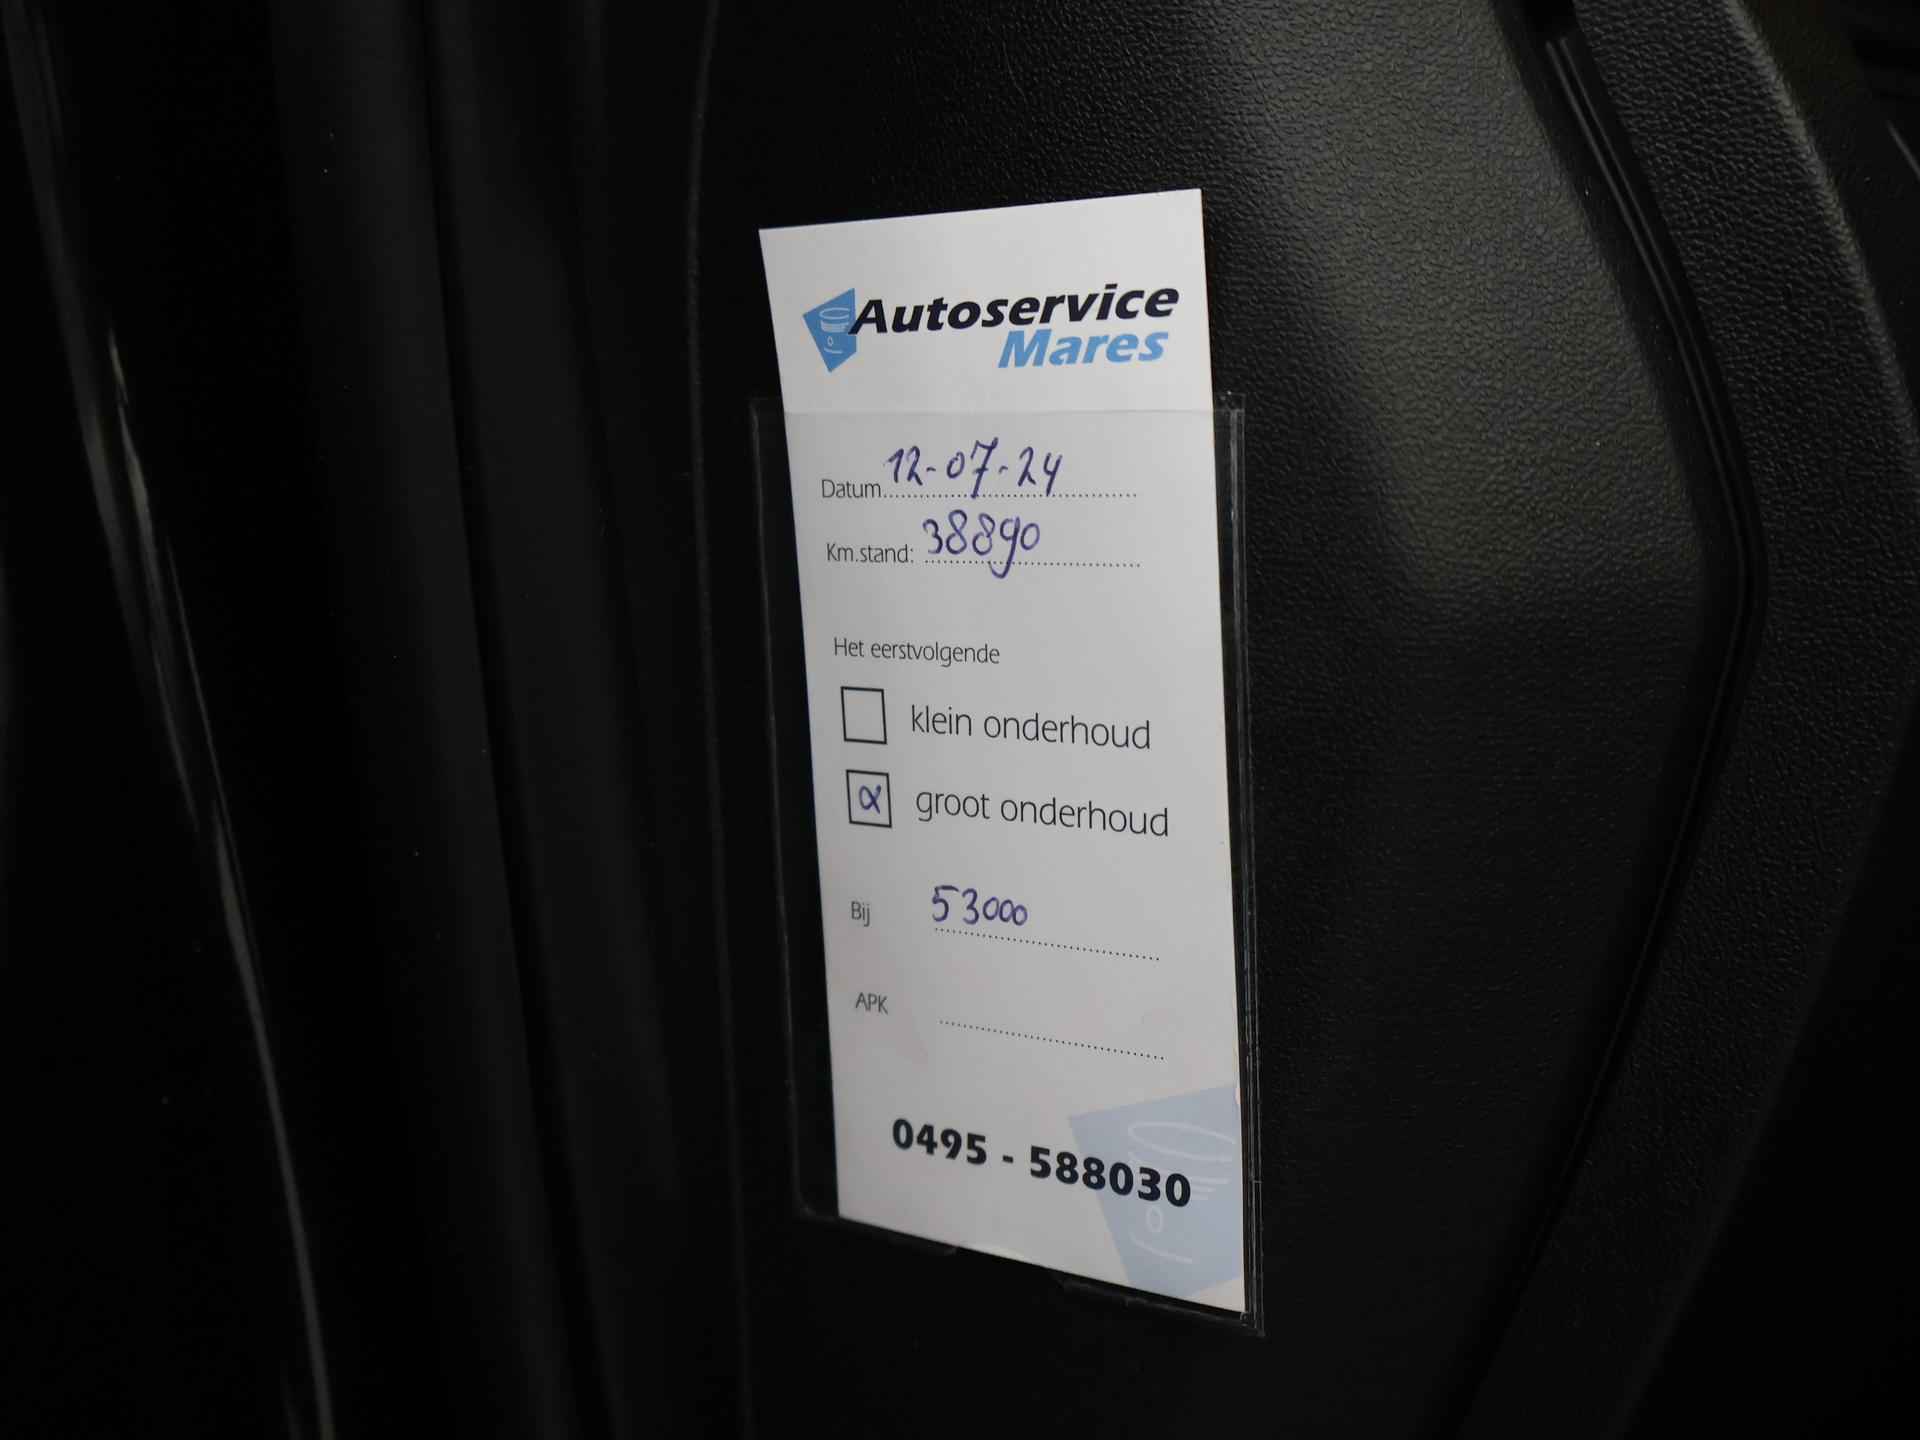 Autoservice
Mares
Datum 12-07-24
Km.stand: 38890
Het eerstvolgende
klein onderhoud
groot onderhoud
Bij 53000
APK
0495 - 588030